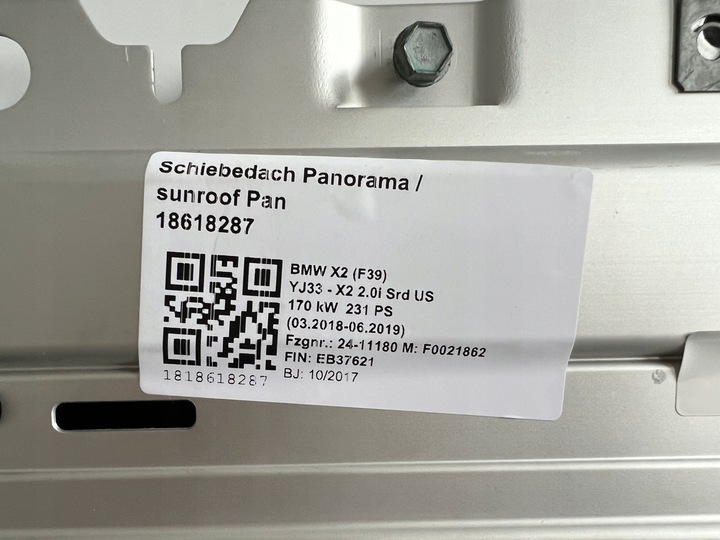 Schiebedach Panorama /
sunroof Pan
18618287
BMW X2 (F39)
YJ33 - X2 2.0i Srd US
170 kW 231 PS
(03.2018-06.2019)
Fzgnr.: 24-11180 M: F0021862
FIN: EB37621
BJ: 10/2017
1818618287